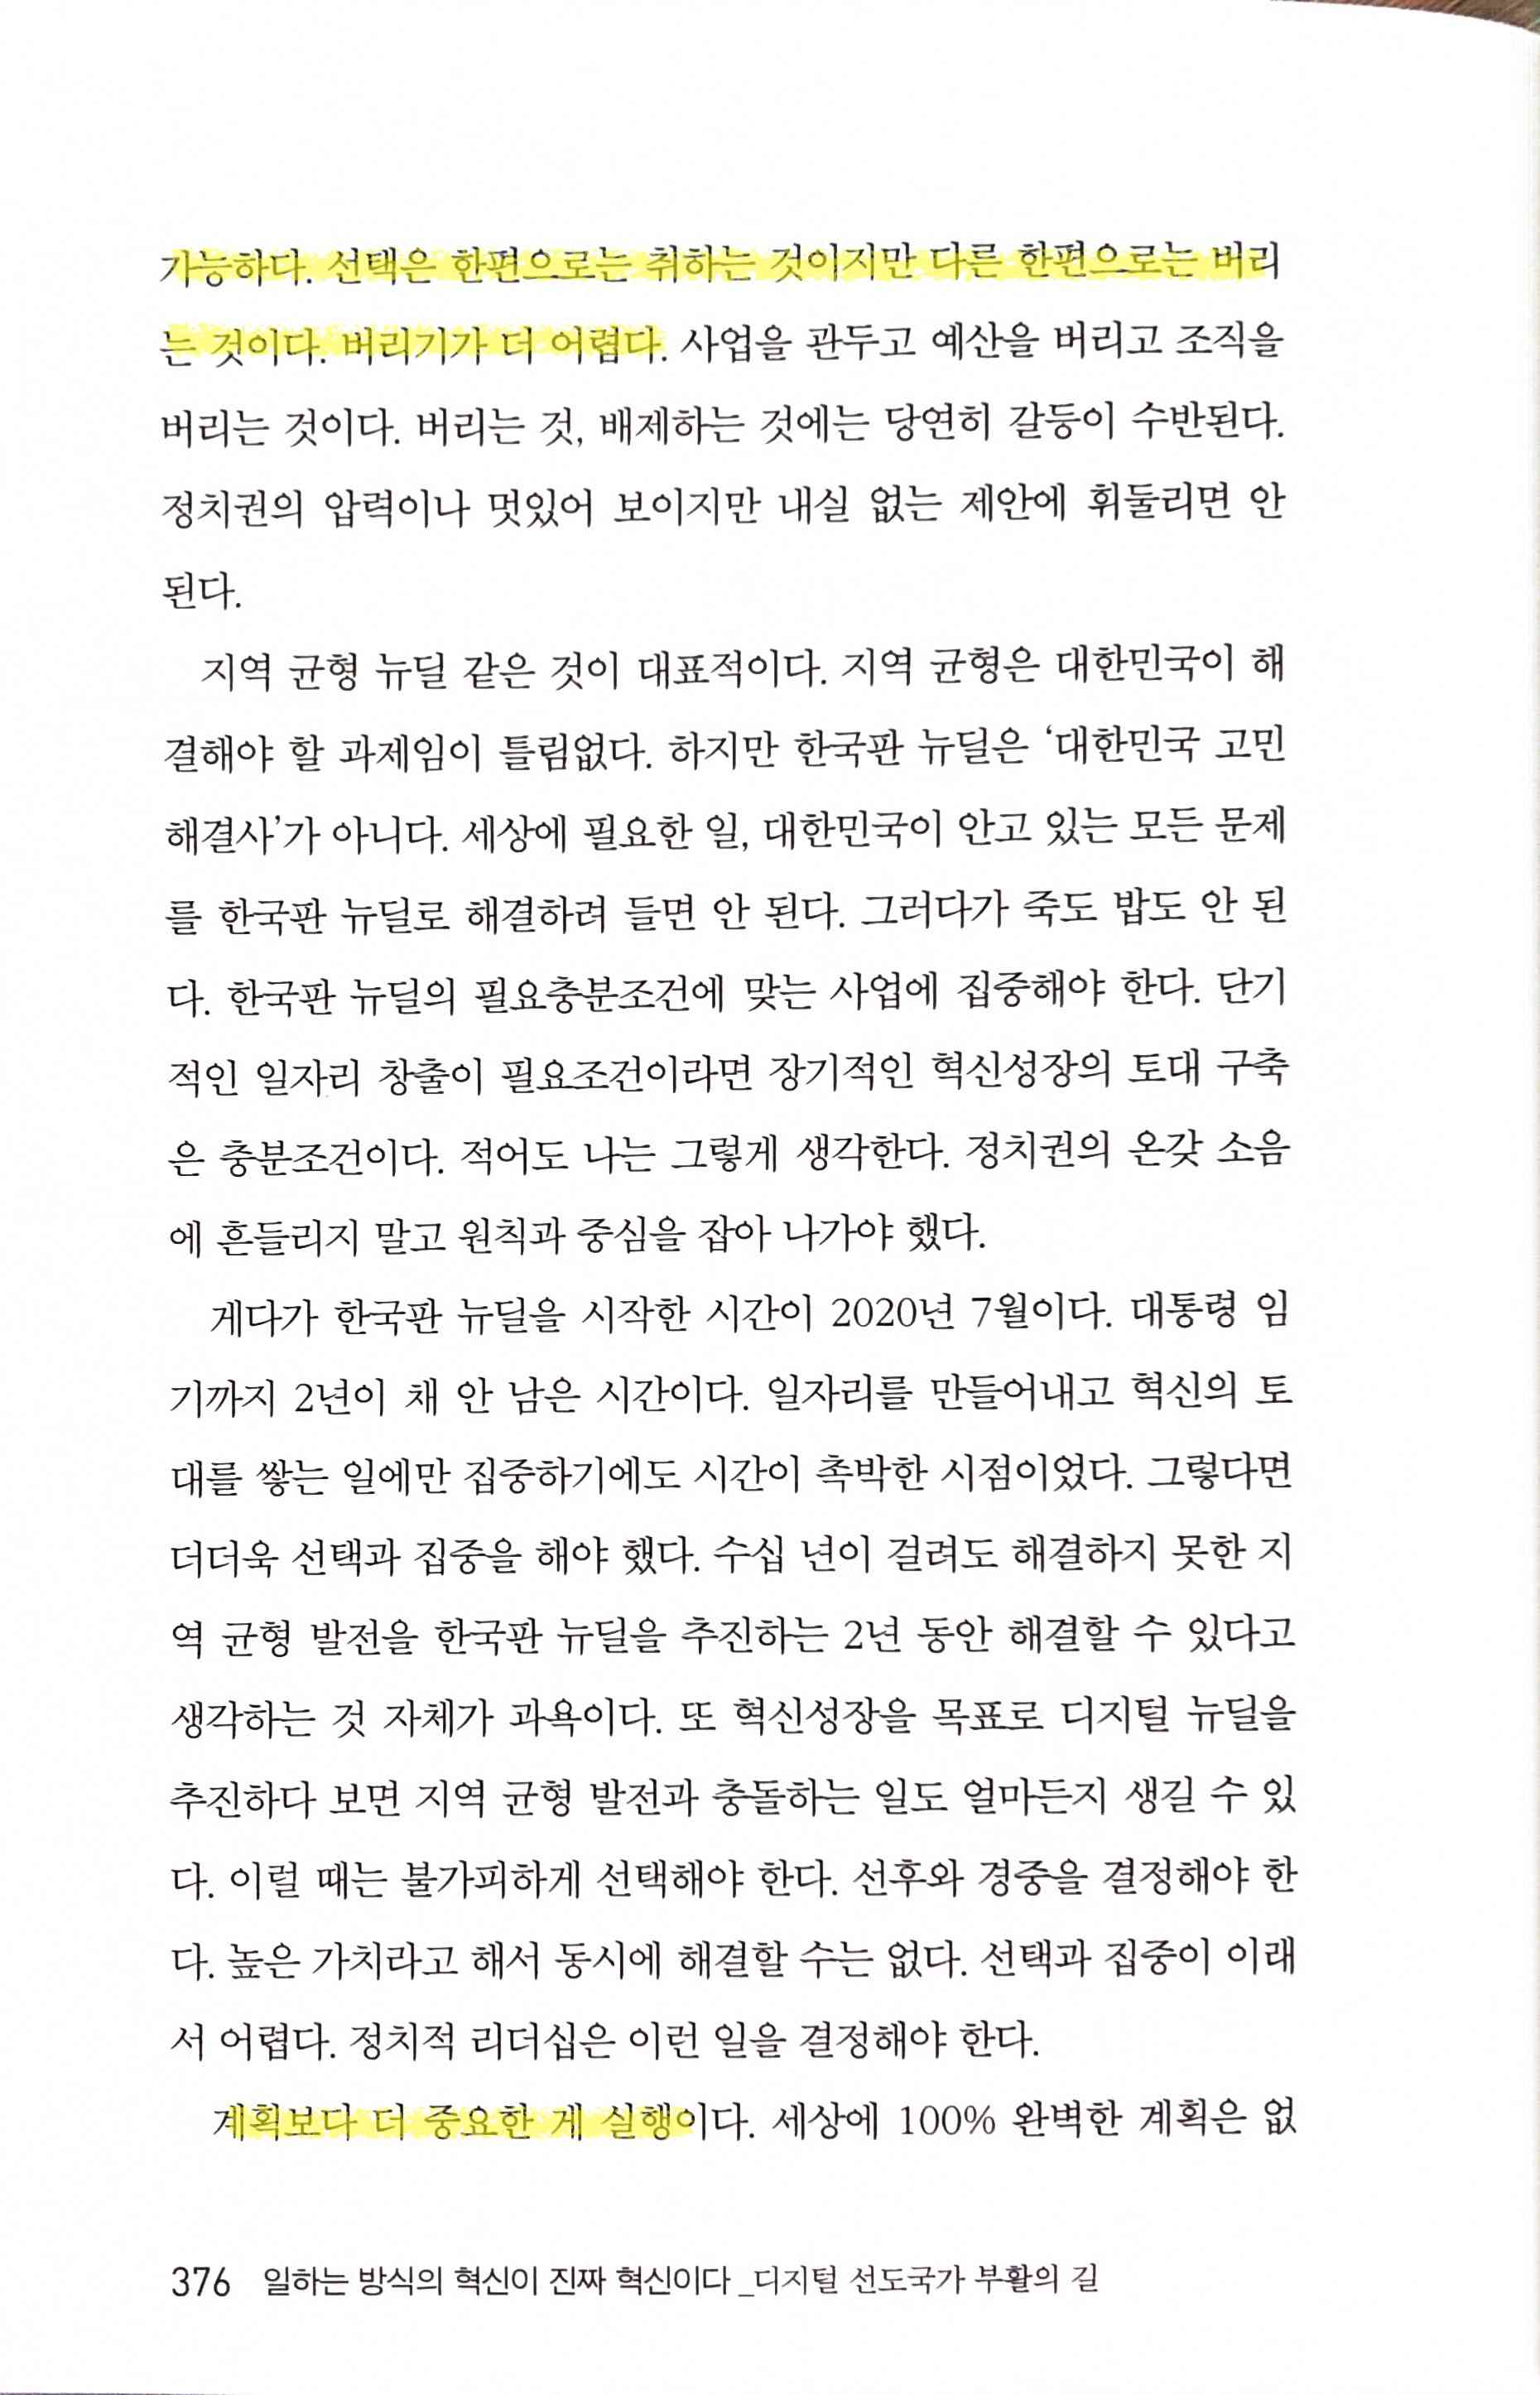 가능하다. 선택은 한편으로는 취하는 것이지만 다른 한편으로는 버리
는 것이다. 버리기가 더 어렵다. 사업을 관두고 예산을 버리고 조직을
버리는 것이다. 버리는 것, 배제하는 것에는 당연히 갈등이 수반된다.
정치권의 압력이나 멋있어 보이지만 내실 없는 제안에 휘둘리면 안
된다.
지역 균형 뉴딜 같은 것이 대표적이다. 지역 균형은 대한민국이 해
결해야 할 과제임이 틀림없다. 하지만 한국판 뉴딜은 ‘대한민국 고민
해결사’가 아니다. 세상에 필요한 일, 대한민국이 안고 있는 모든 문제
를 한국판 뉴딜로 해결하려 들면 안 된다. 그러다가 죽도 밥도 안 된
다. 한국판 뉴딜의 필요충분조건에 맞는 사업에 집중해야 한다. 단기
적인 일자리 창출이 필요조건이라면 장기적인 혁신성장의 토대 구축
은 충분조건이다. 적어도 나는 그렇게 생각한다. 정치권의 온갖 소음
에 흔들리지 말고 원칙과 중심을 잡아 나가야 했다.
게다가 한국판 뉴딜을 시작한 시간이 2020년 7월이다. 대통령 임
기까지 2년이 채 안 남은 시간이다. 일자리를 만들어내고 혁신의 토
대를 쌓는 일에만 집중하기에도 시간이 촉박한 시점이었다. 그렇다면
더더욱 선택과 집중을 해야 했다. 수십 년이 걸려도 해결하지 못한 지
역 균형 발전을 한국판 뉴딜을 추진하는 2년 동안 해결할 수 있다고
생각하는 것 자체가 과욕이다. 또 혁신성장을 목표로 디지털 뉴딜을
추진하다 보면 지역 균형 발전과 충돌하는 일도 얼마든지 생길 수 있
다. 이럴 때는 불가피하게 선택해야 한다. 선후와 경중을 결정해야 한
다. 높은 가치라고 해서 동시에 해결할 수는 없다. 선택과 집중이 이래
서 어렵다. 정치적 리더십은 이런 일을 결정해야 한다.
계획보다 더 중요한 게 실행이다. 세상에 100% 완벽한 계획은 없
376 일하는 방식의 혁신이 진짜 혁신이다_디지털 선도국가 부활의 길